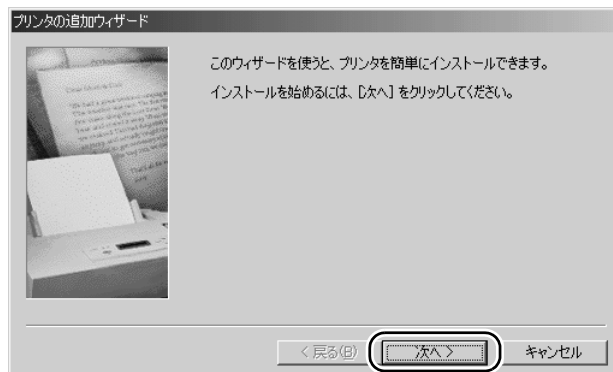 プリンタの追加ウィザード
このウィザードを使うと、プリンタを簡単にインストールできます。
インストールを始めるには、[次へ] をクリックしてください。
< 戻る(B)
次へ >
キャンセル